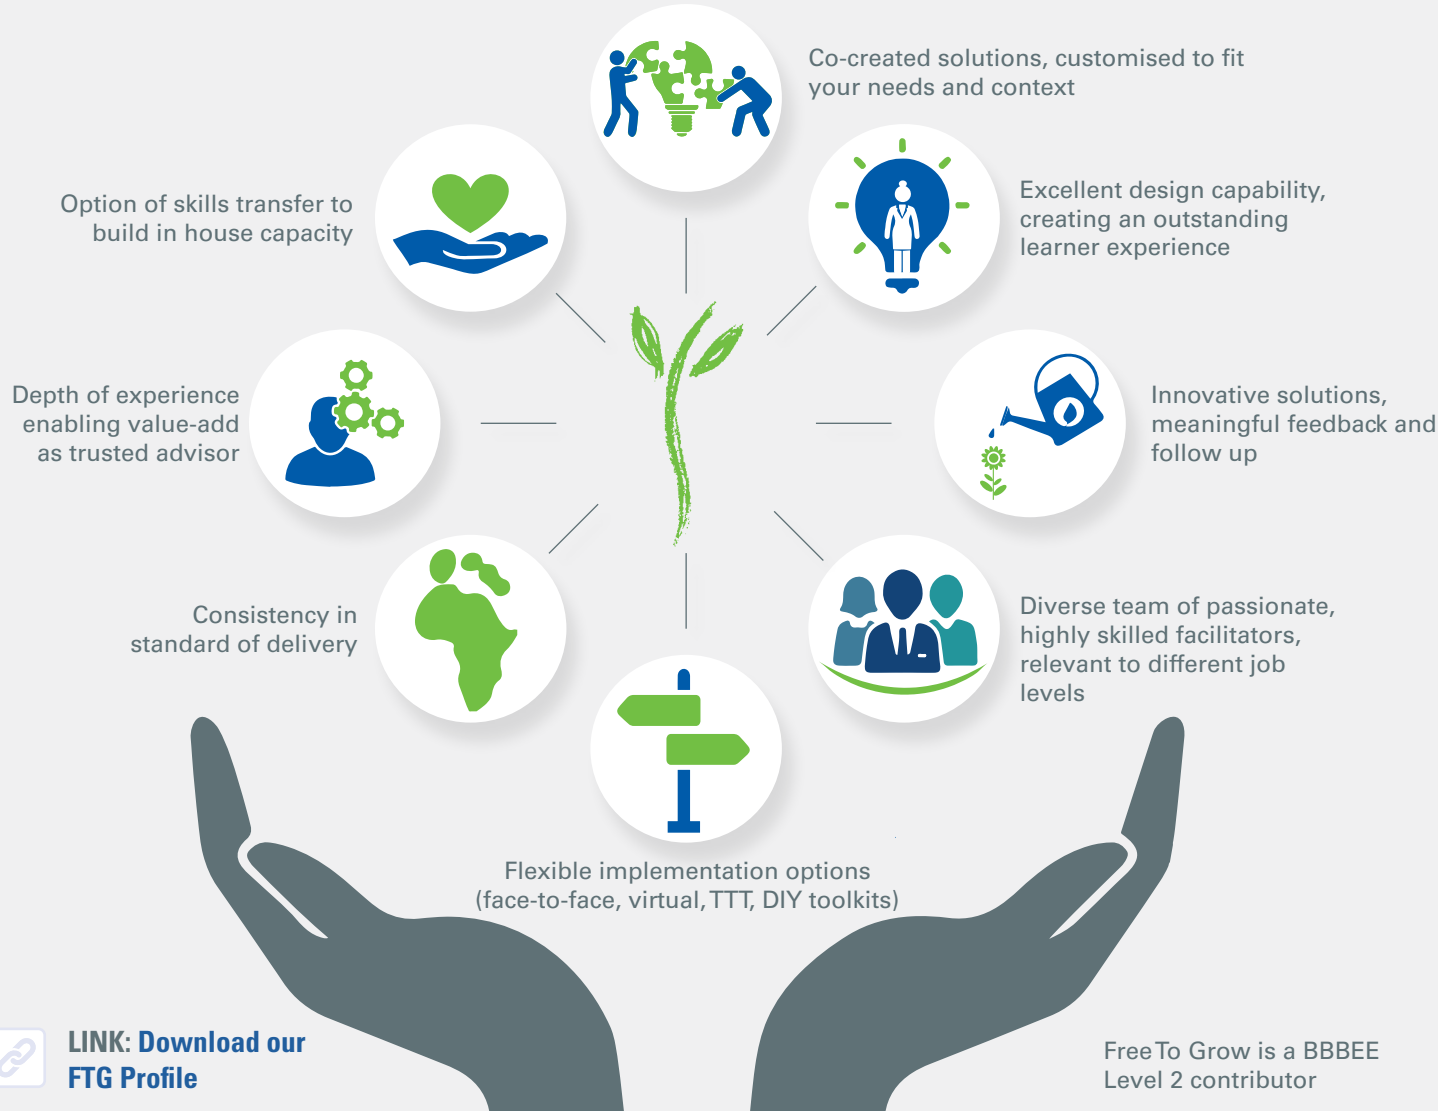 Co-created solutions, customised to fit
your needs and context
Excellent design capability,
creating an outstanding
learner experience
Option of skills transfer to
build in house capacity
Innovative solutions,
meaningful feedback and
follow up
Depth of experience
enabling value-add
as trusted advisor
Diverse team of passionate,
highly skilled facilitators,
relevant to different job
levels
Consistency in
standard of delivery
Flexible implementation options
(face-to-face, virtual, TTT, DIY toolkits)
LINK: Download our
FTG Profile
Free To Grow is a BBBEE
Level 2 contributor